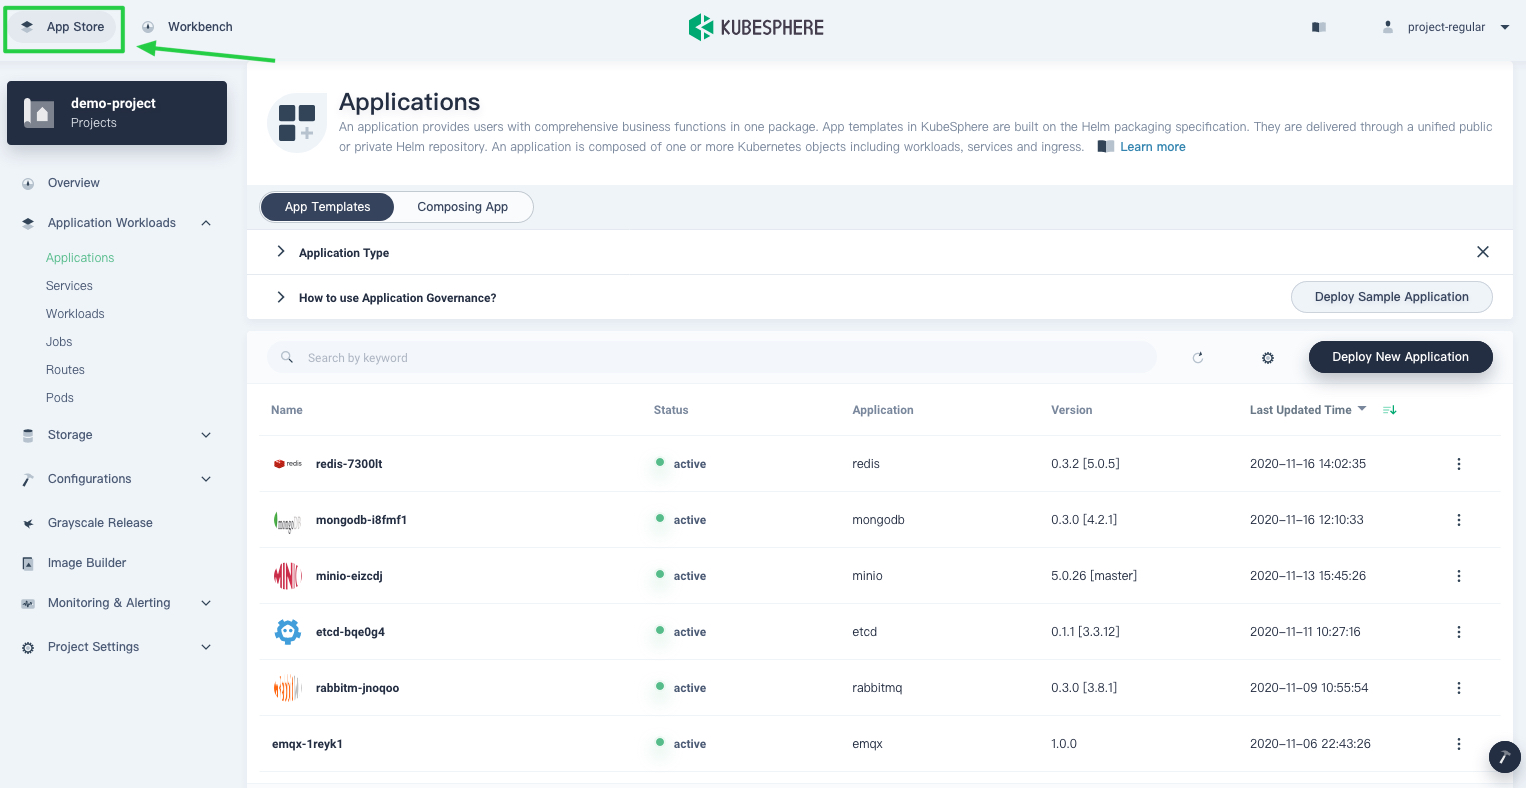 App Store
Workbench
KUBESPHERE
project-regular
demo-project
Projects
Overview
Application Workloads
Applications
Services
Workloads
Jobs
Routes
Pods
Storage
Configurations
Grayscale Release
Image Builder
Monitoring & Alerting
Project Settings
Applications
An application provides users with comprehensive business functions in one package. App templates in KubeSphere are built on the Helm packaging specification. They are delivered through a unified public
or private Helm repository. An application is composed of one or more Kubernetes objects including workloads, services and ingress. Learn more
App Templates
Composing App
Application Type
How to use Application Governance?
Deploy Sample Application
Search by keyword
Deploy New Application
Name Status Application Version Last Updated Time
redis redis-7300lt active redis 0.3.2 [5.0.5] 2020-11-16 14:02:35
mongodb-i8fmf1 active mongodb 0.3.0 [4.2.1] 2020-11-16 12:10:33
minio-eizcdj active minio 5.0.26 [master] 2020-11-13 15:45:26
etcd-bqe0g4 active etcd 0.1.1 [3.3.12] 2020-11-11 10:27:16
rabbitm-jnoqoo active rabbitmq 0.3.0 [3.8.1] 2020-11-09 10:55:54
emqx-1reyk1 active emqx 1.0.0 2020-11-06 22:43:26